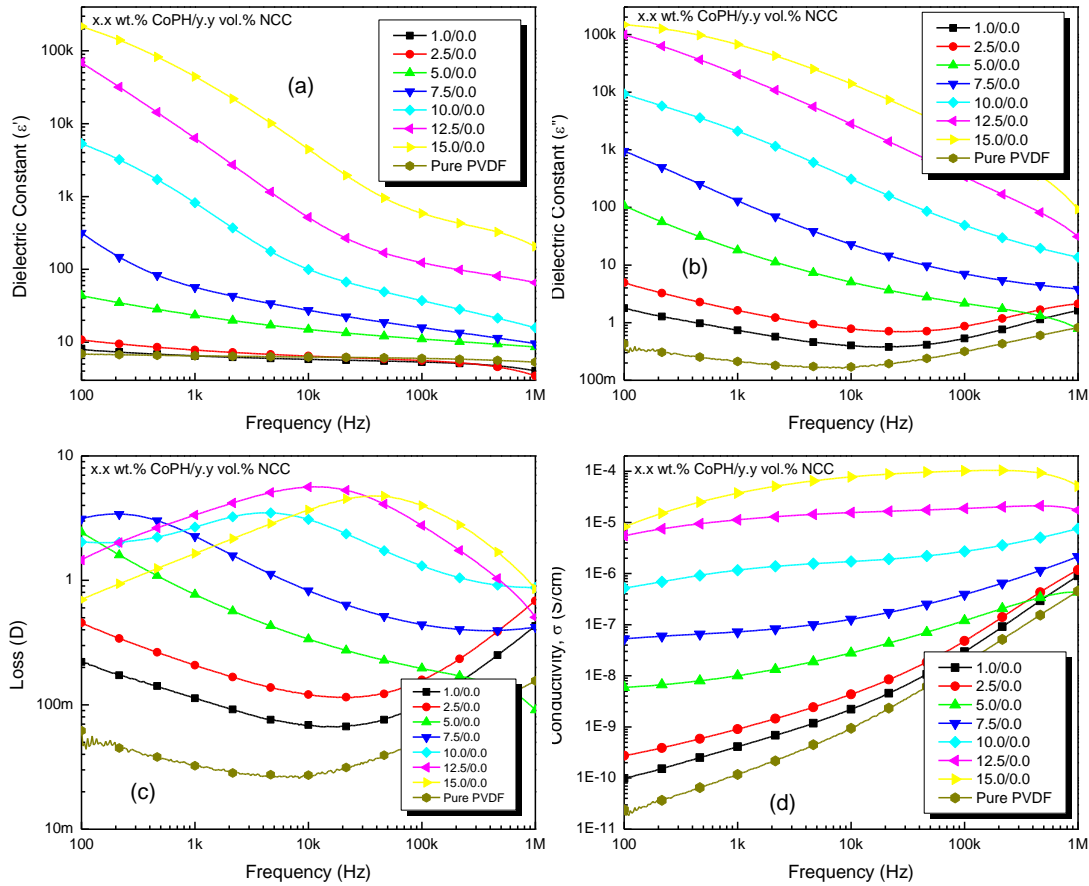 x.x wt.% CoPH/y.y vol.% NCC
(a)
1.0/0.0
2.5/0.0
5.0/0.0
7.5/0.0
10.0/0.0
12.5/0.0
15.0/0.0
Pure PVDF
100k
10k
1k
100
10
Dielectric Constant (ε')
100
1k
10k
100k
1M
Frequency (Hz)
x.x wt.% CoPH/y.y vol.% NCC
(b)
1.0/0.0
2.5/0.0
5.0/0.0
7.5/0.0
10.0/0.0
12.5/0.0
15.0/0.0
Pure PVDF
100k
10k
1k
100
10
1
100m
Dielectric Constant (ε")
100
1k
10k
100k
1M
Frequency (Hz)
x.x wt.% CoPH/y.y vol.% NCC
(c)
1.0/0.0
2.5/0.0
5.0/0.0
7.5/0.0
10.0/0.0
12.5/0.0
15.0/0.0
Pure PVDF
10
1
100m
10m
Loss (D)
100
1k
10k
100k
1M
Frequency (Hz)
x.x wt.% CoPH/y.y vol.% NCC
(d)
1.0/0.0
2.5/0.0
5.0/0.0
7.5/0.0
10.0/0.0
12.5/0.0
15.0/0.0
Pure PVDF
1E-4
1E-5
1E-6
1E-7
1E-8
1E-9
1E-10
1E-11
Conductivity, σ (S/cm)
100
1k
10k
100k
1M
Frequency (Hz)